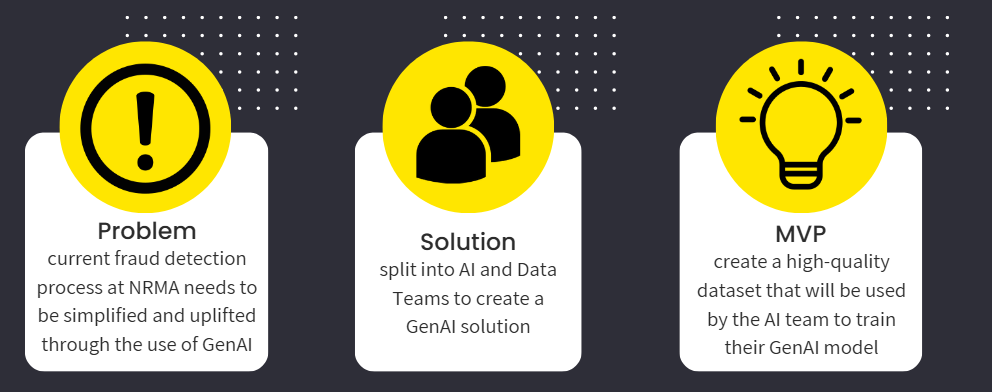 Problem
current fraud detection
process at NRMA needs to
be simplified and uplifted
through the use of GenAI
Solution
split into AI and Data
Teams to create a
GenAI solution
MVP
create a high-quality
dataset that will be used
by the AI team to train
their GenAI model